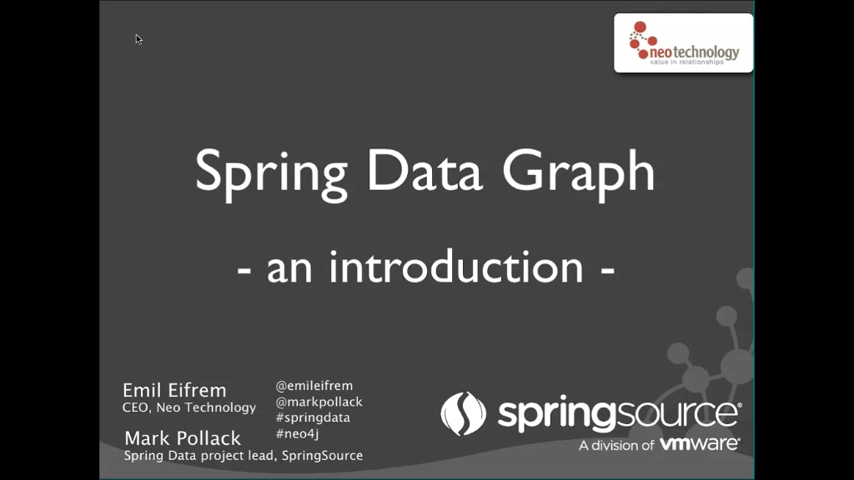 neotechnology
value in relationships
Spring Data Graph
- an introduction -
Emil Eifrem
CEO, Neo Technology
Mark Pollack
Spring Data project lead, SpringSource
@emileifrem
@markpollack
#springdata
#neo4j
springsource®
A division of vmware®